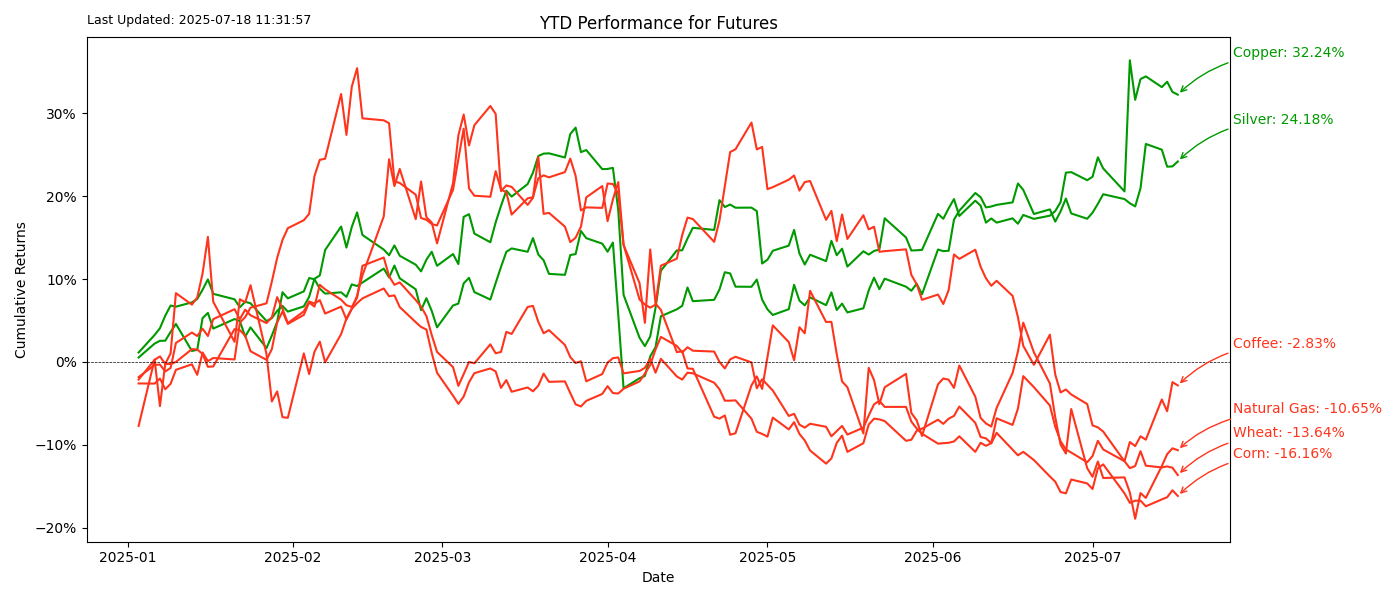 Last Updated: 2025-07-18 11:31:57
YTD Performance for Futures
Copper: 32.24%
Silver: 24.18%
Coffee: -2.83%
Natural Gas: -10.65%
Wheat: -13.64%
Corn: -16.16%
Cumulative Returns
30%
20%
10%
0%
−10%
−20%
2025-01
2025-02
2025-03
2025-04
2025-05
2025-06
2025-07
Date